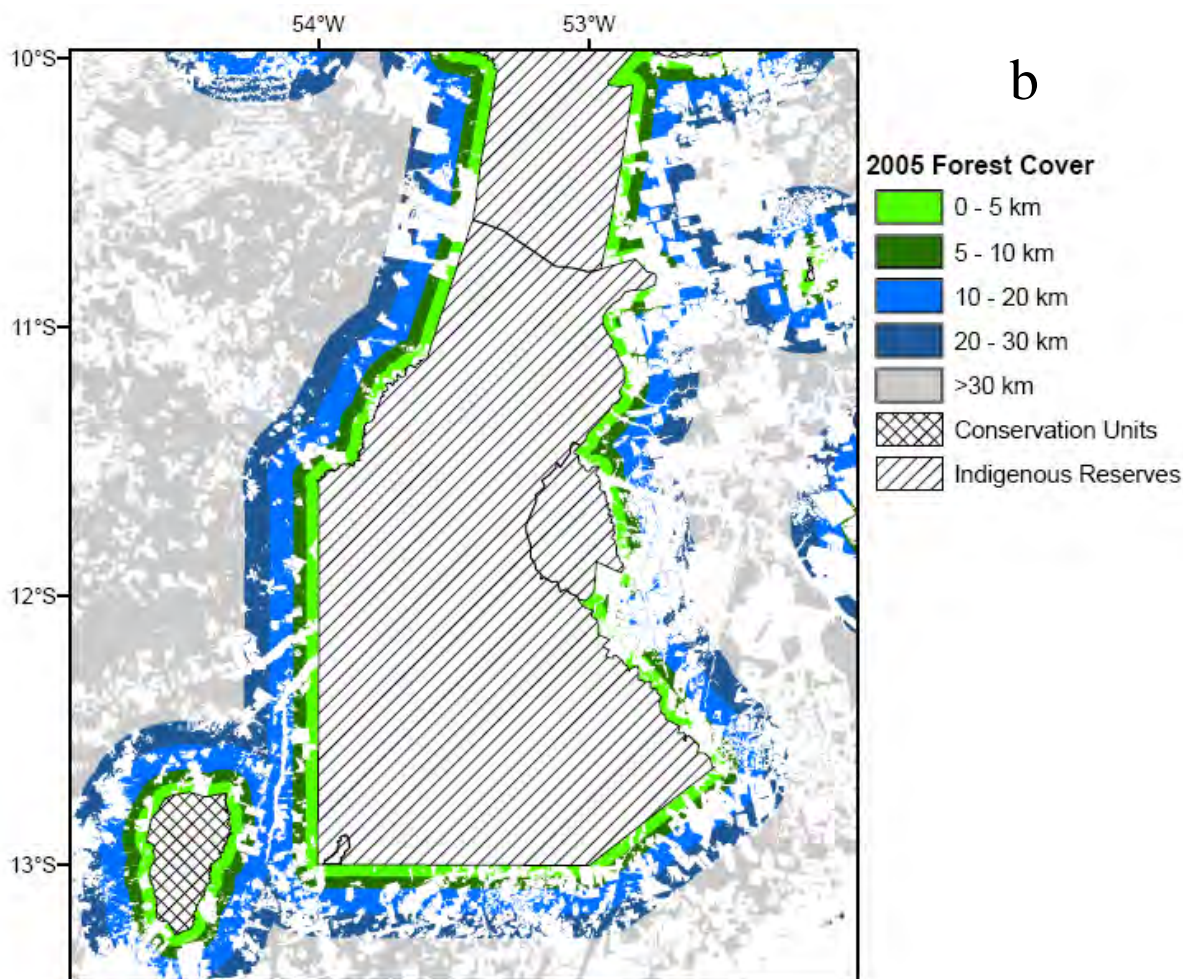 54°W 53°W
10°S
11°S
12°S
13°S
b
2005 Forest Cover
0 - 5 km
5 - 10 km
10 - 20 km
20 - 30 km
>30 km
Conservation Units
Indigenous Reserves